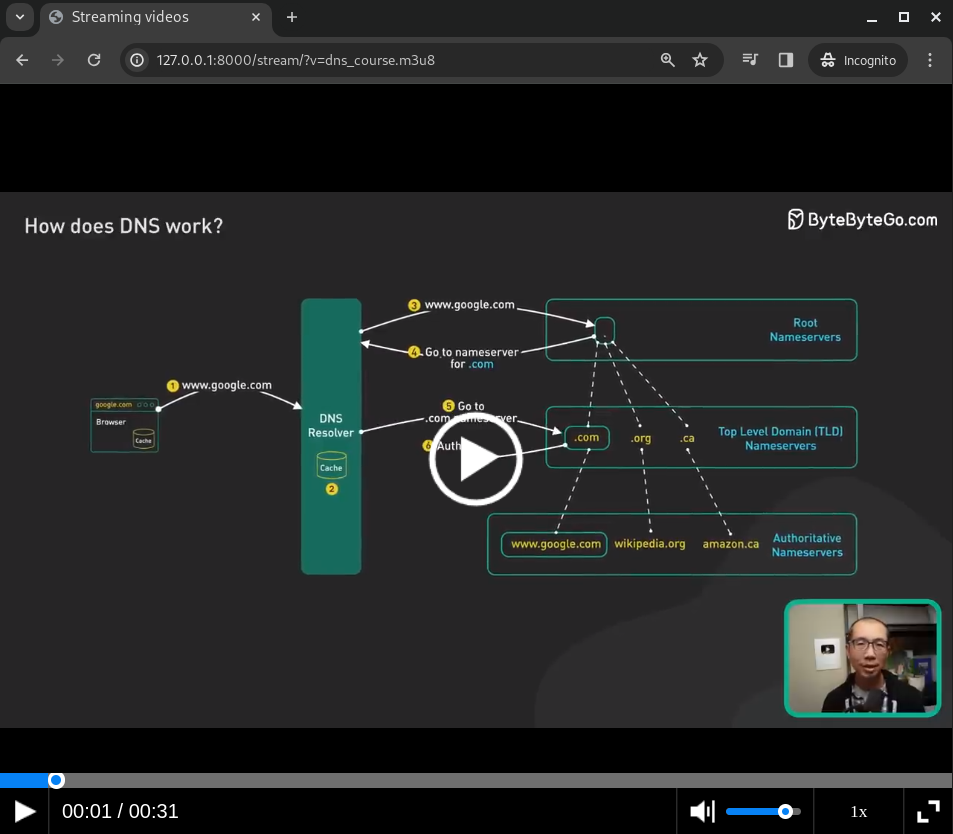 Streaming videos
127.0.0.1:8000/stream/?v=dns_course.m3u8
Incognito
How does DNS work?
ByteByteGo.com
3 www.google.com
Root
Nameservers
4 Go to nameserver
for .com
1 www.google.com
google.com
Browser
Cache
DNS
Resolver
Cache
2
5 Go to
.com nameserver
6 Auth
.com
.org
.ca
Top Level Domain (TLD)
Nameservers
www.google.com
wikipedia.org
amazon.ca
Authoritative
Nameservers
00:01 / 00:31
1x